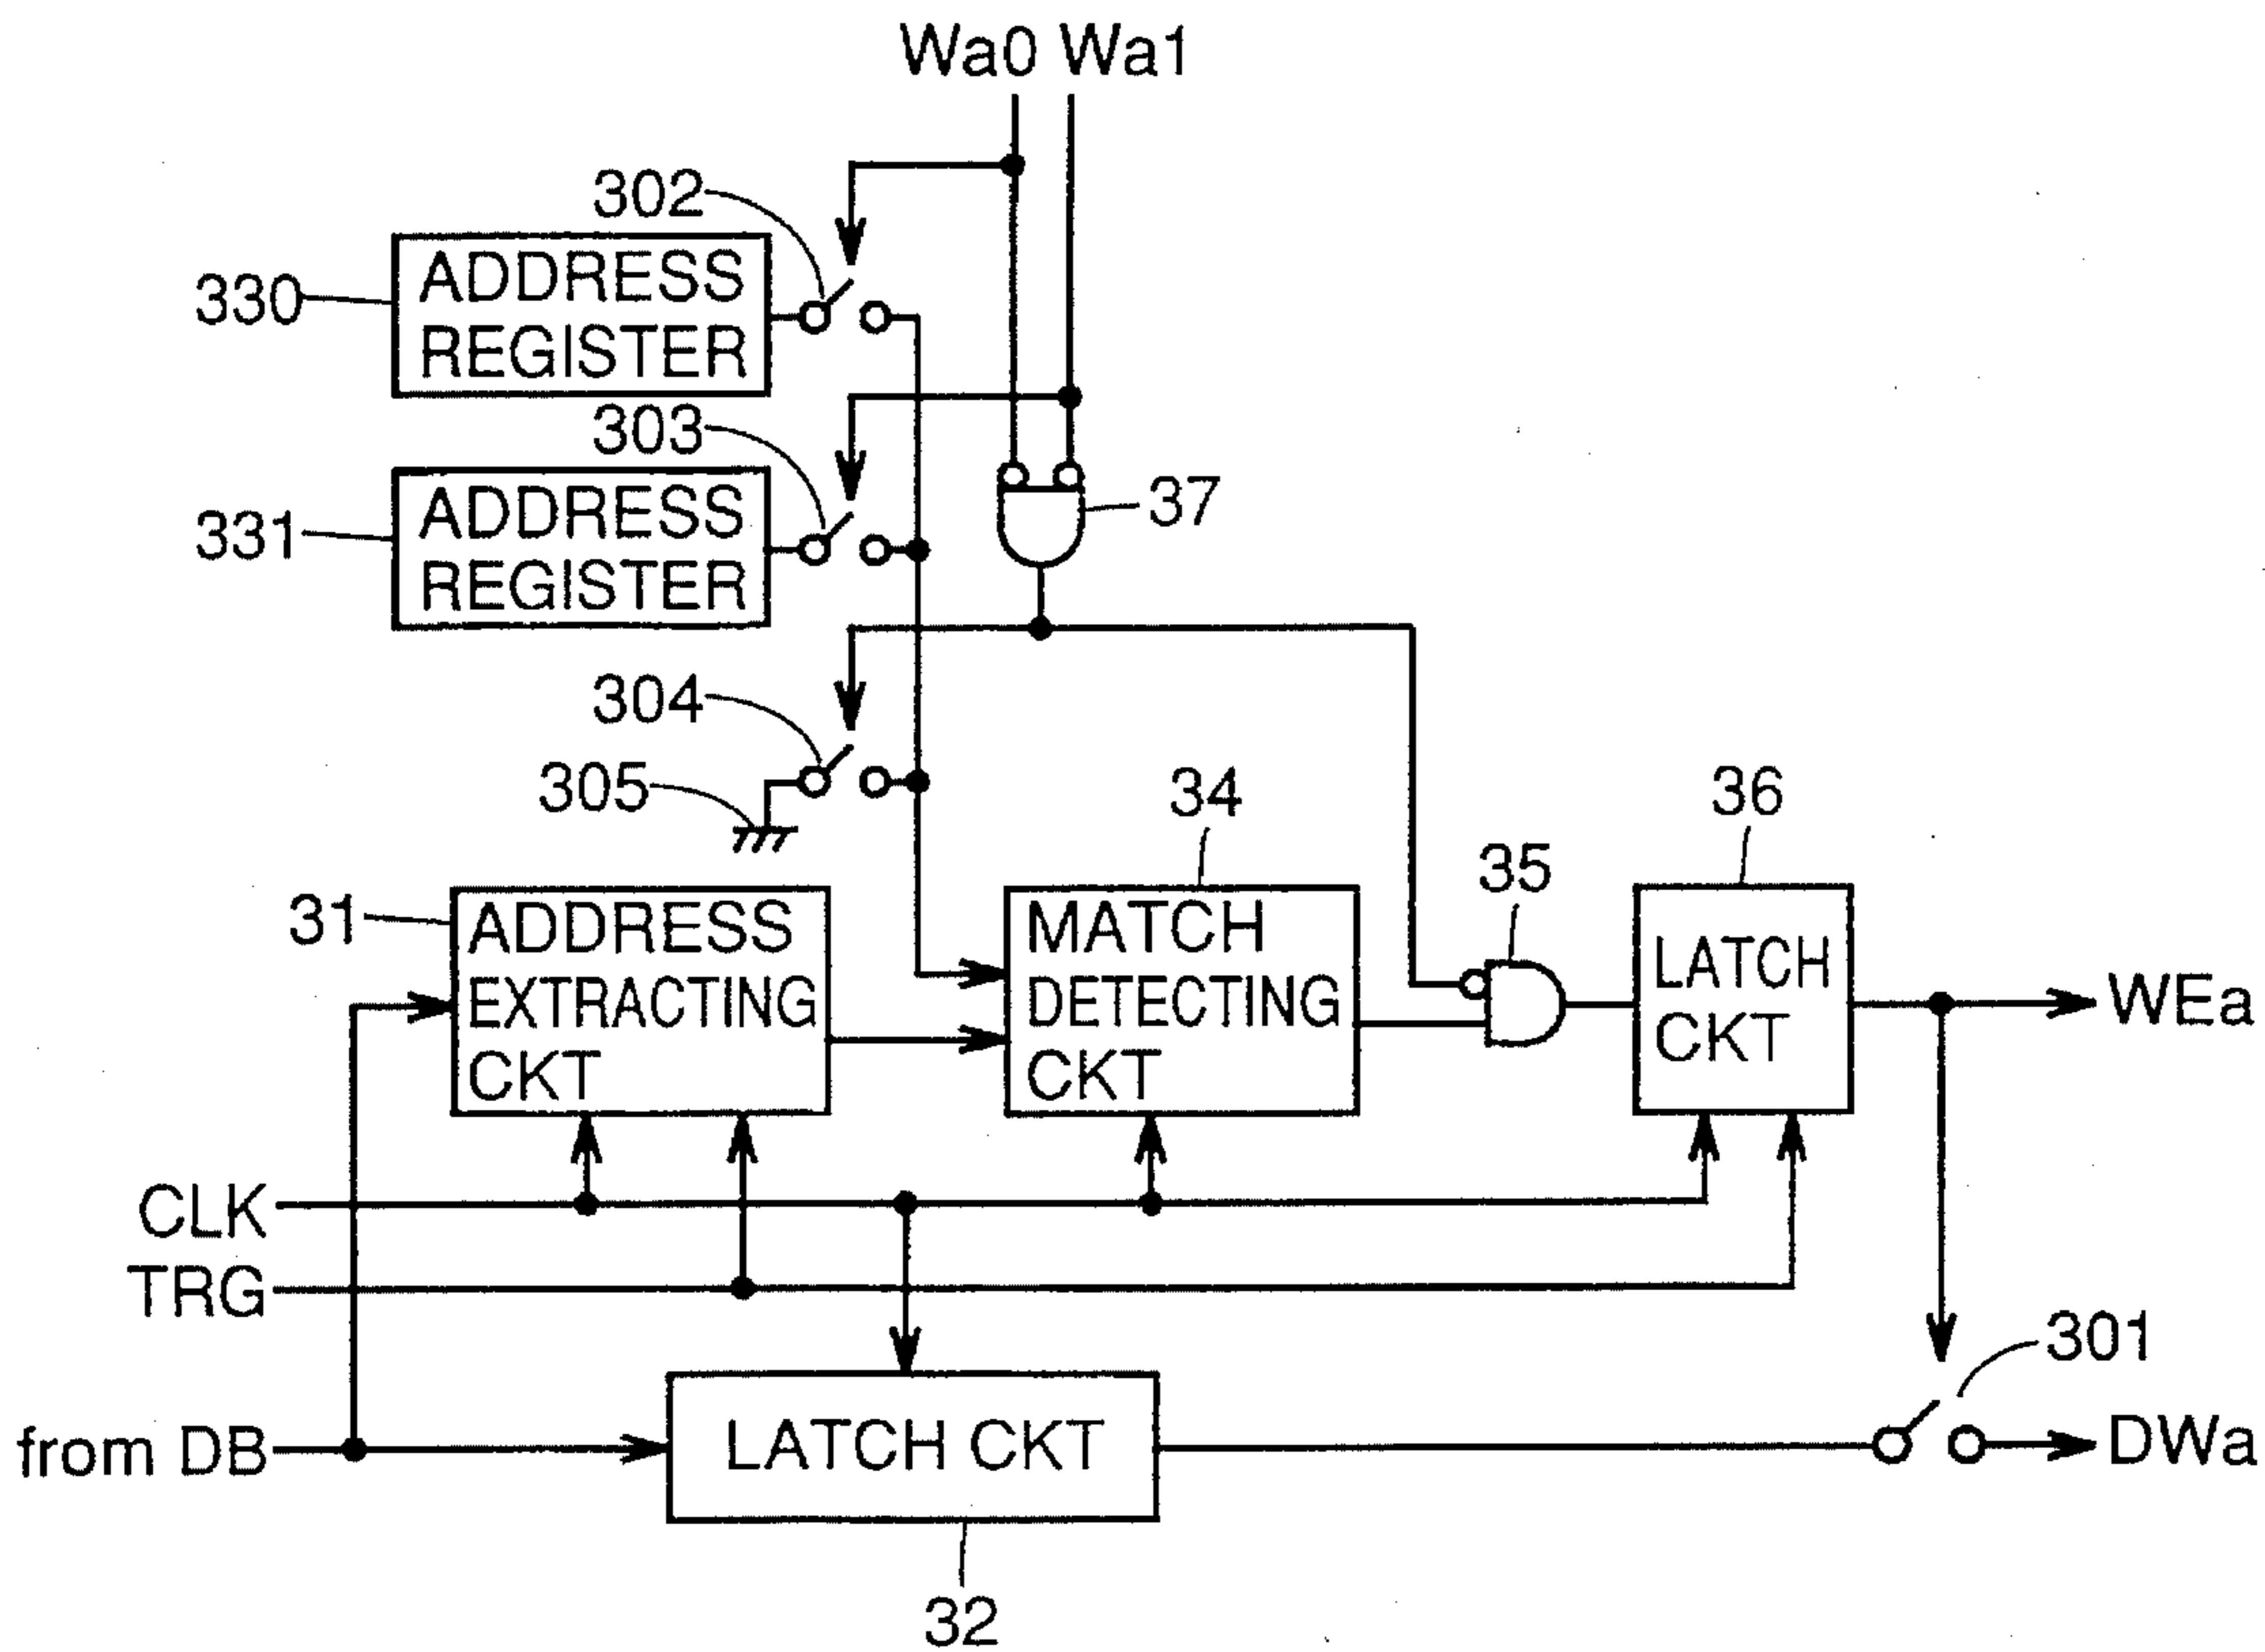 Wa0 Wa1
302
330
ADDRESS
REGISTER
303
331
ADDRESS
REGISTER
37
304
305
34
36
35
31
ADDRESS
EXTRACTING
CKT
MATCH
DETECTING
CKT
LATCH
CKT
WEa
CLK
TRG
301
from DB
LATCH CKT
DWa
32